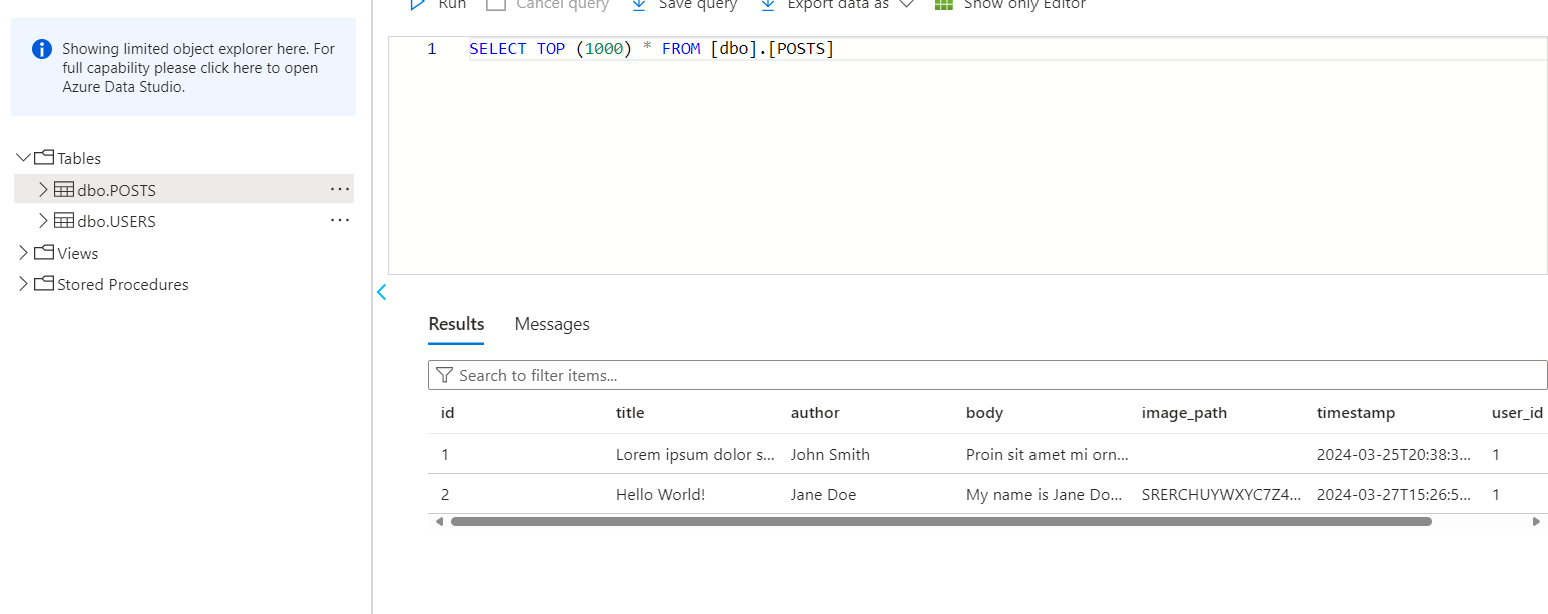 Run Cancel query Save query Export data as Show only Editor
Showing limited object explorer here. For
full capability please click here to open
Azure Data Studio.
Tables
dbo.POSTS ...
dbo.USERS ...
Views
Stored Procedures
1 SELECT TOP (1000) * FROM [dbo].[POSTS]
Results Messages
Search to filter items...
id title author body image_path timestamp user_id
1 Lorem ipsum dolor s... John Smith Proin sit amet mi orn... 2024-03-25T20:38:3... 1
2 Hello World! Jane Doe My name is Jane Do... SRERCHUYWXYC7Z4... 2024-03-27T15:26:5... 1